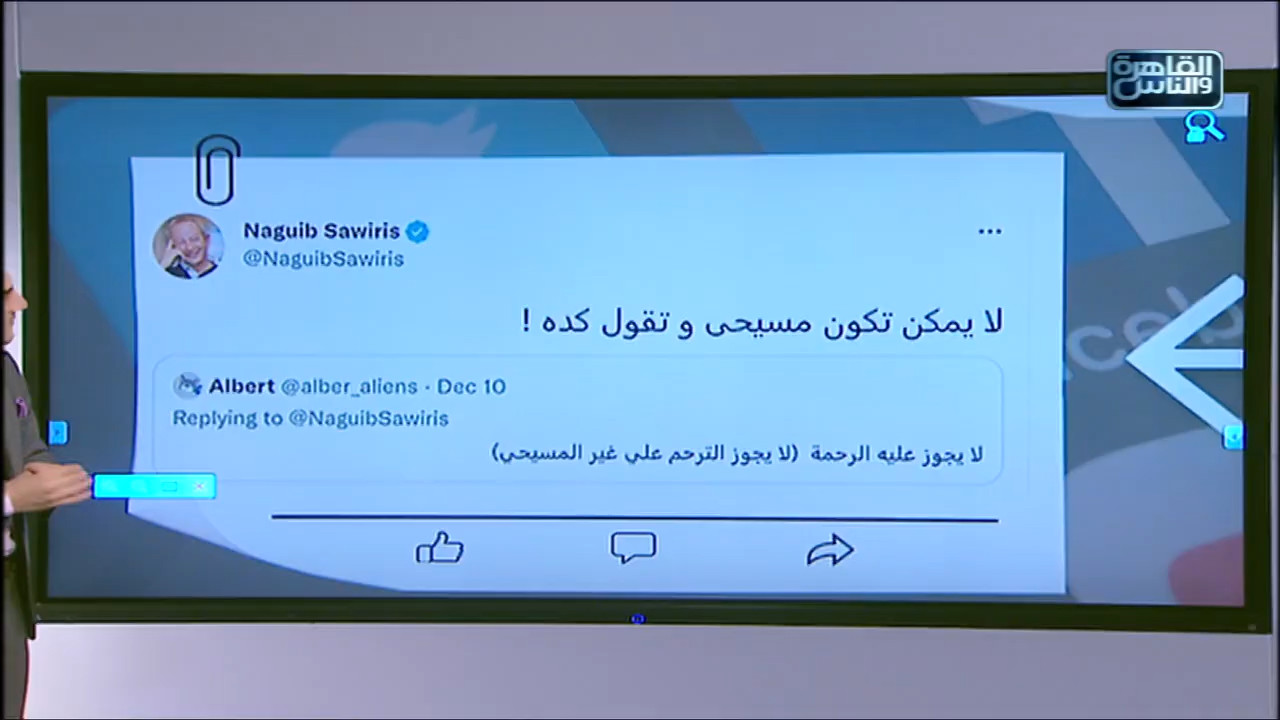 القاهرة
والناس
Naguib Sawiris
@NaguibSawiris
لا يمكن تكون مسيحى و تقول كده !
Albert @alber_aliens · Dec 10
Replying to @NaguibSawiris
لا يجوز عليه الرحمة (لا يجوز الترحم علي غير المسيحي)